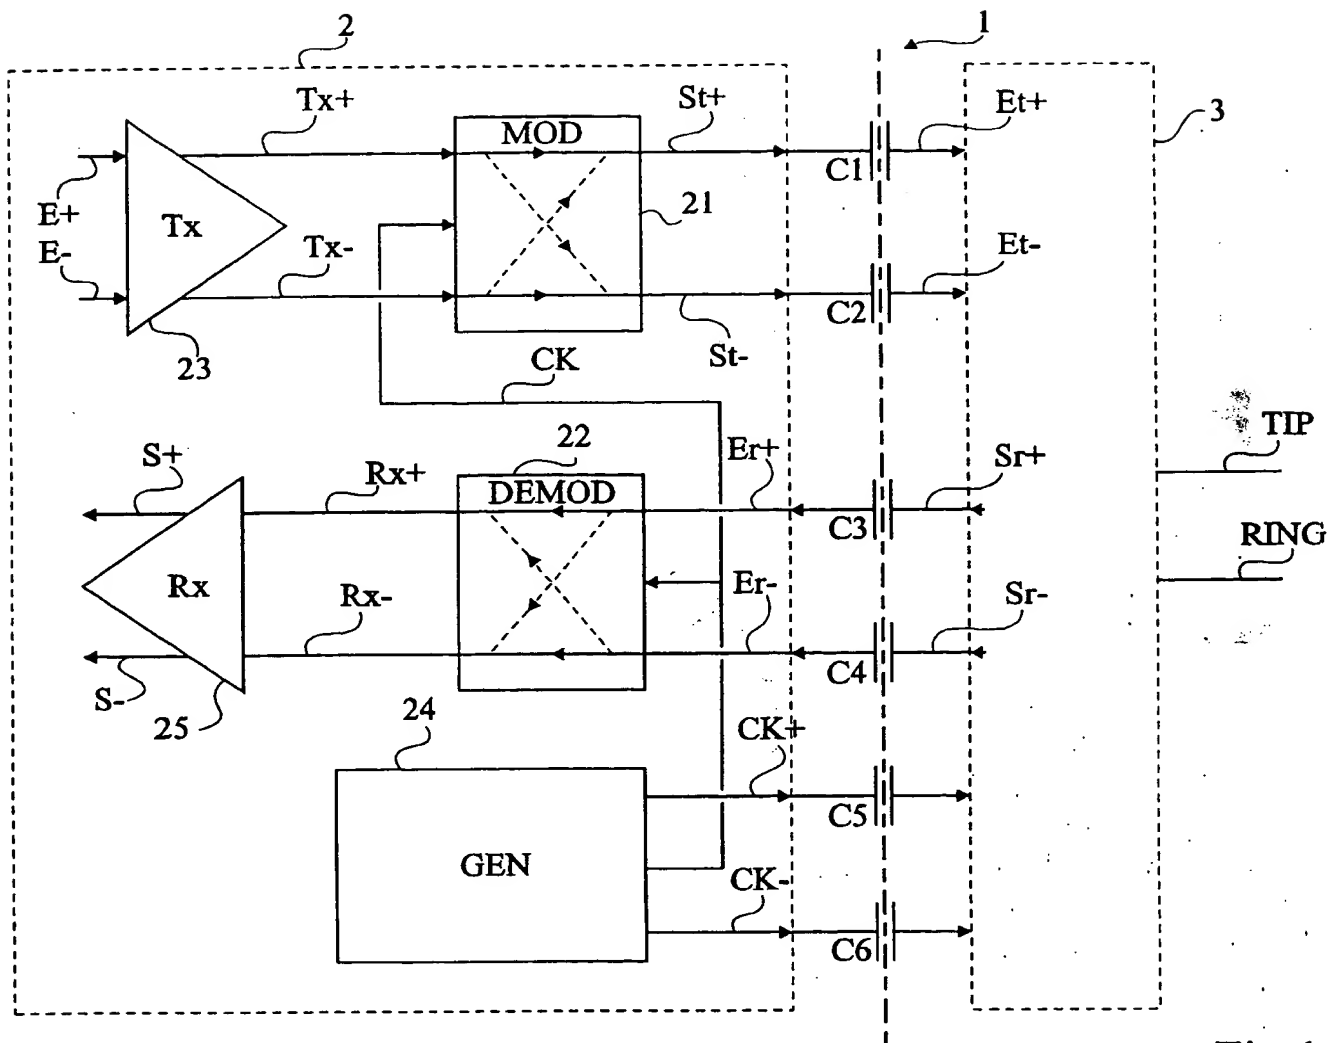 2
1
Tx+
St+
Et+
3
MOD
C1
E+
E-
Tx
Tx-
21
Et-
C2
23
St-
CK
22
TIP
S+
Rx+
Er+
Sr+
DEMOD
C3
RING
Rx
Rx-
Er-
Sr-
C4
S-
25
24
CK+
C5
GEN
CK-
C6